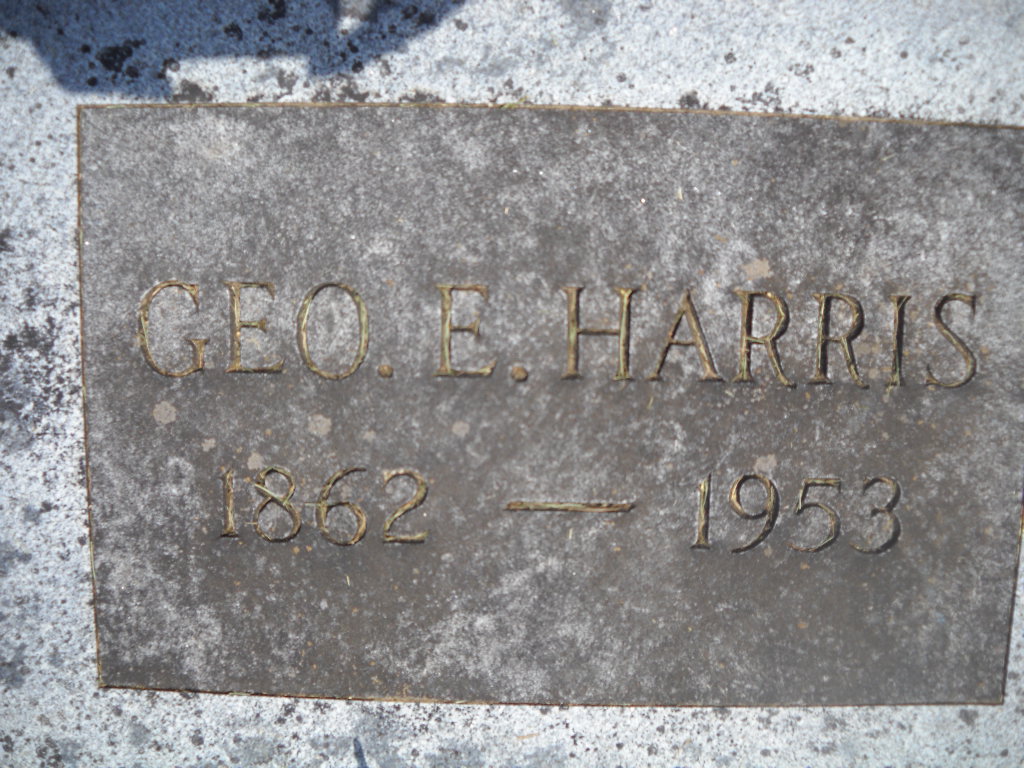 GEO. E. HARRIS
1862 — 1953